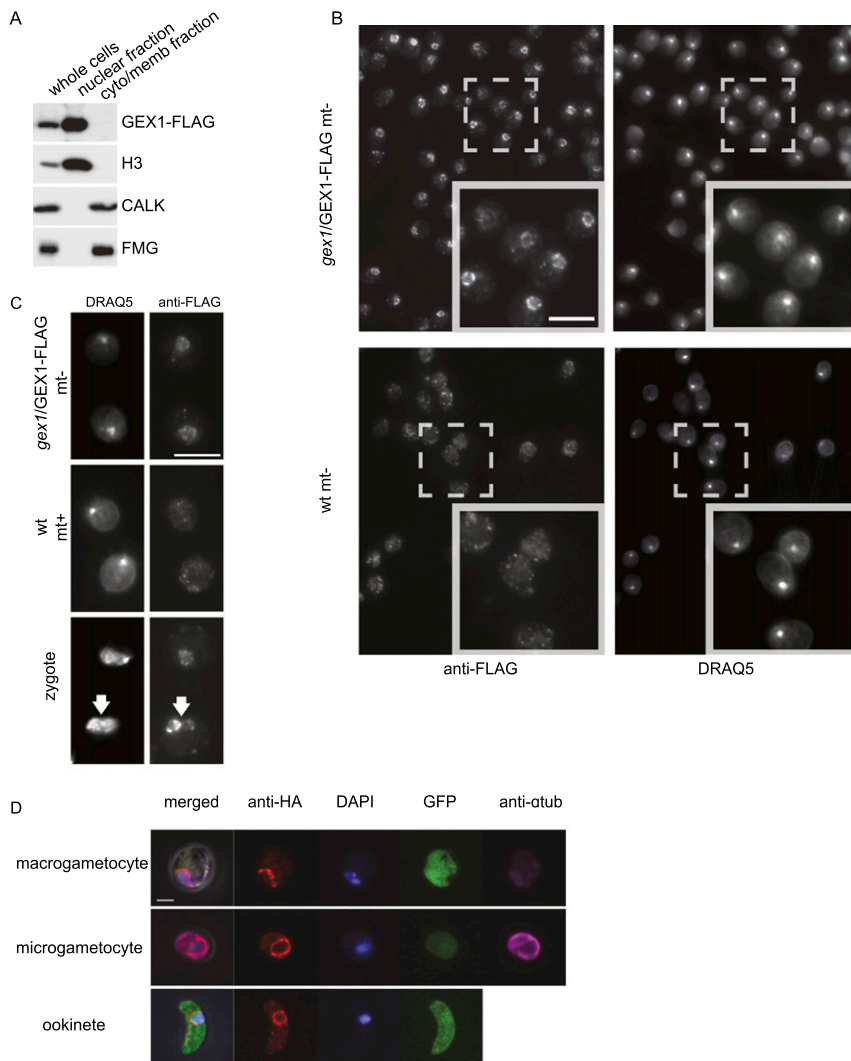 A
whole cells
nuclear fraction
cyto/memb fraction
GEX1-FLAG
H3
CALK
FMG
B
gex1/GEX1-FLAG mt-
wt mt-
anti-FLAG
DRAQ5
C
DRAQ5
anti-FLAG
gex1/GEX1-FLAG
mt-
wt
mt+
zygote
D
merged
anti-HA
DAPI
GFP
anti-αtub
macrogametocyte
microgametocyte
ookinete